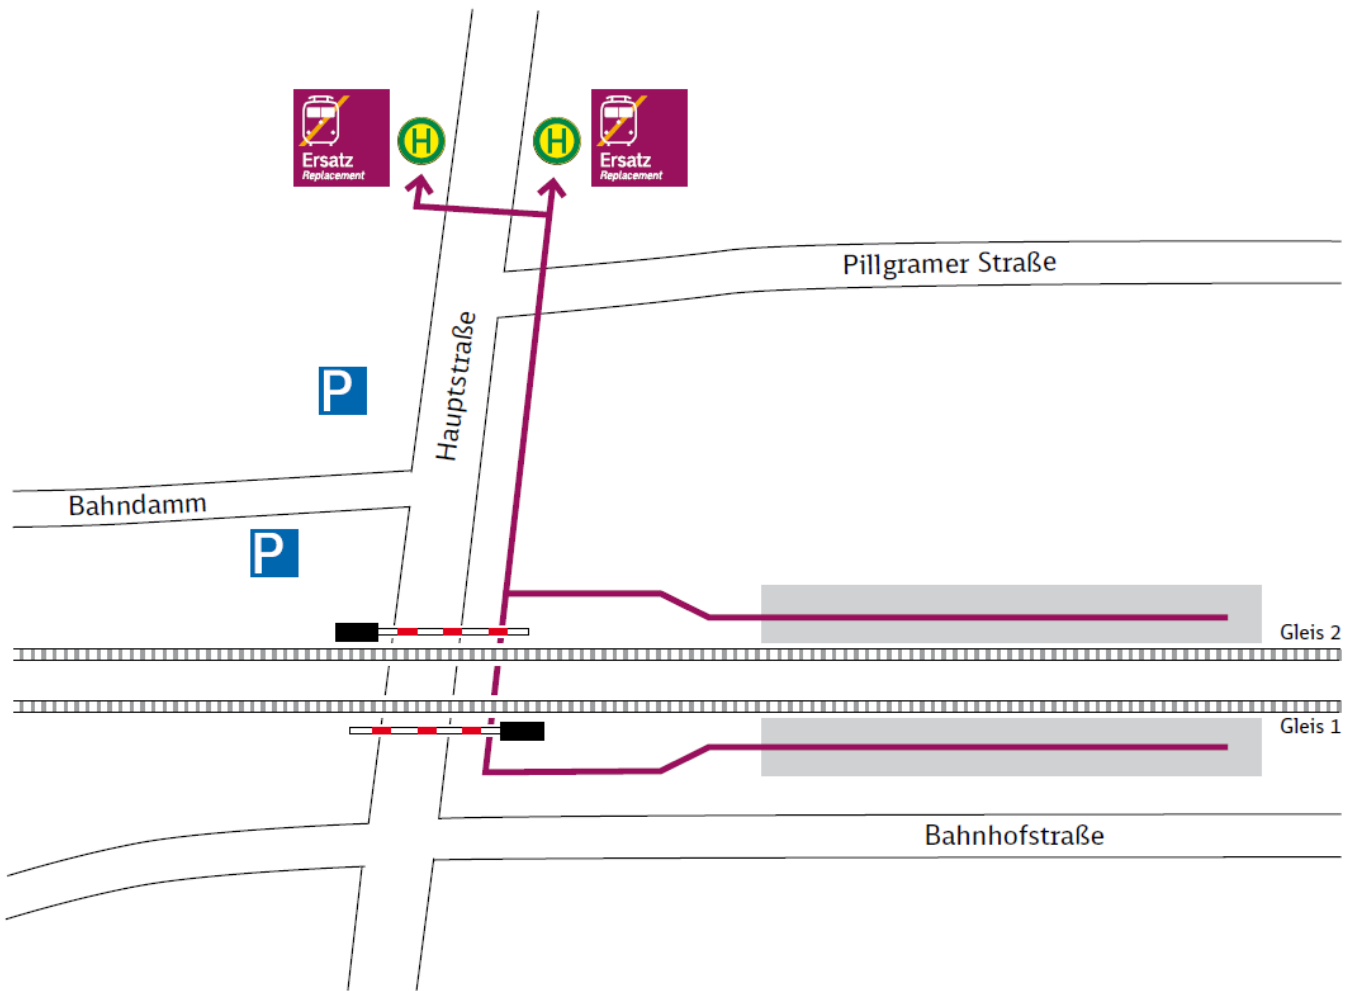 Ersatz
Replacement
H
H
Ersatz
Replacement
Pillgramer Straße
Hauptstraße
P
Bahndamm
P
Gleis 2
Gleis 1
Bahnhofstraße